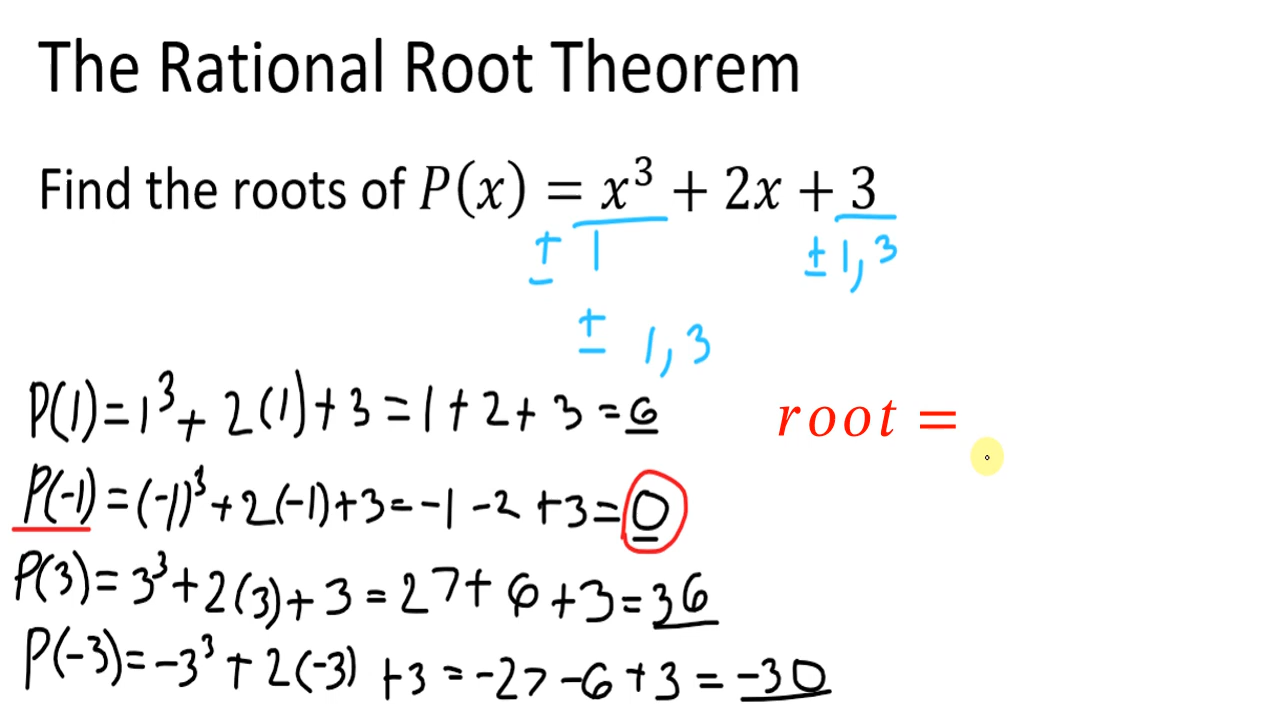 The Rational Root Theorem
Find the roots of P(x) = x³ + 2x + 3
± 1
± 1, 3
± 1, 3
P(1) = 1³ + 2(1) + 3 = 1 + 2 + 3 = 6
root =
P(-1) = (-1)³ + 2(-1) + 3 = -1 - 2 + 3 = 0
P(3) = 3³ + 2(3) + 3 = 27 + 6 + 3 = 36
P(-3) = -3³ + 2(-3) + 3 = -27 - 6 + 3 = -30